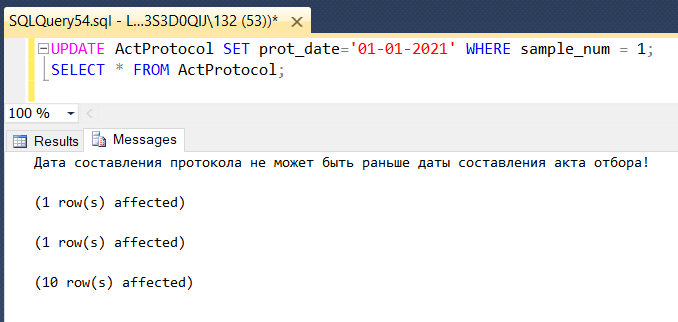 SQLQuery54.sql - L...3S3D0QIJ\132 (53))*
UPDATE ActProtocol SET prot_date='01-01-2021' WHERE sample_num = 1;
SELECT * FROM ActProtocol;
100 %
Results Messages
Дата составления протокола не может быть раньше даты составления акта отбора!
(1 row(s) affected)
(1 row(s) affected)
(10 row(s) affected)